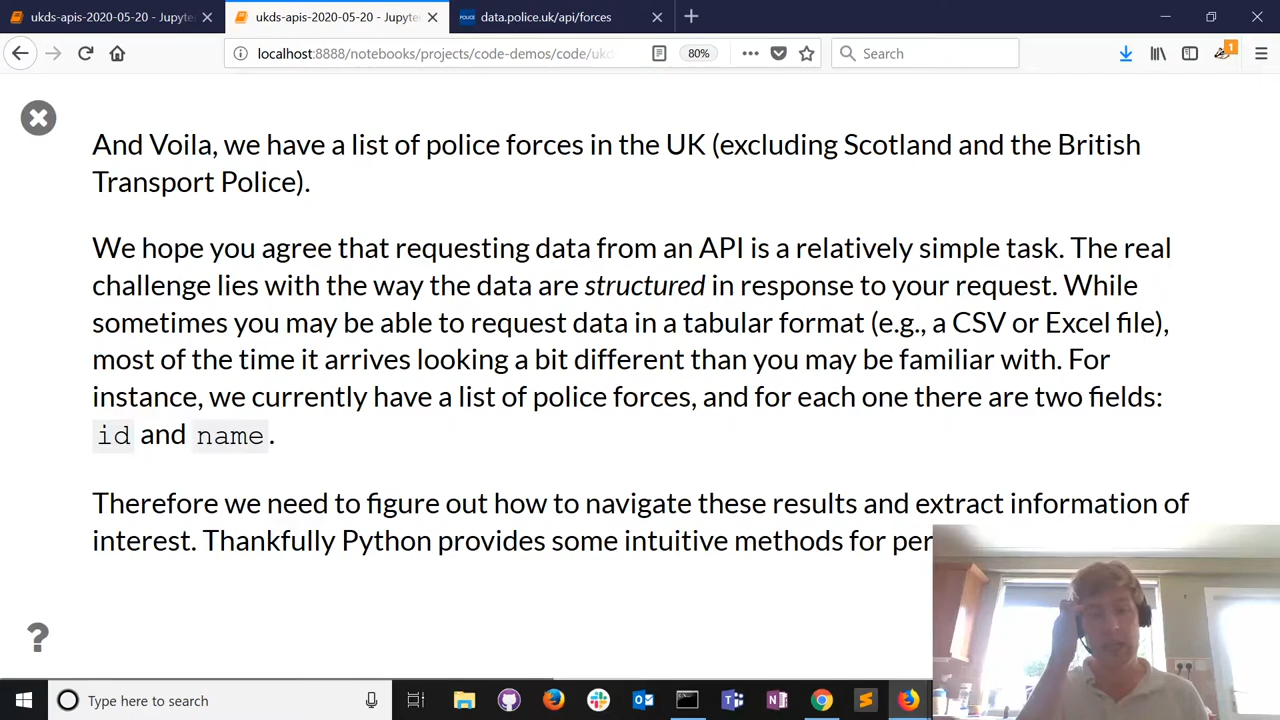 ukds-apis-2020-05-20 - Jupyte
ukds-apis-2020-05-20 - Jupyte
POLICE
data.police.uk/api/forces
localhost:8888/notebooks/projects/code-demos/code/ukd
80%
Search
1
And Voila, we have a list of police forces in the UK (excluding Scotland and the British
Transport Police).
We hope you agree that requesting data from an API is a relatively simple task. The real
challenge lies with the way the data are structured in response to your request. While
sometimes you may be able to request data in a tabular format (e.g., a CSV or Excel file),
most of the time it arrives looking a bit different than you may be familiar with. For
instance, we currently have a list of police forces, and for each one there are two fields:
id and name.
Therefore we need to figure out how to navigate these results and extract information of
interest. Thankfully Python provides some intuitive methods for per
?
Type here to search